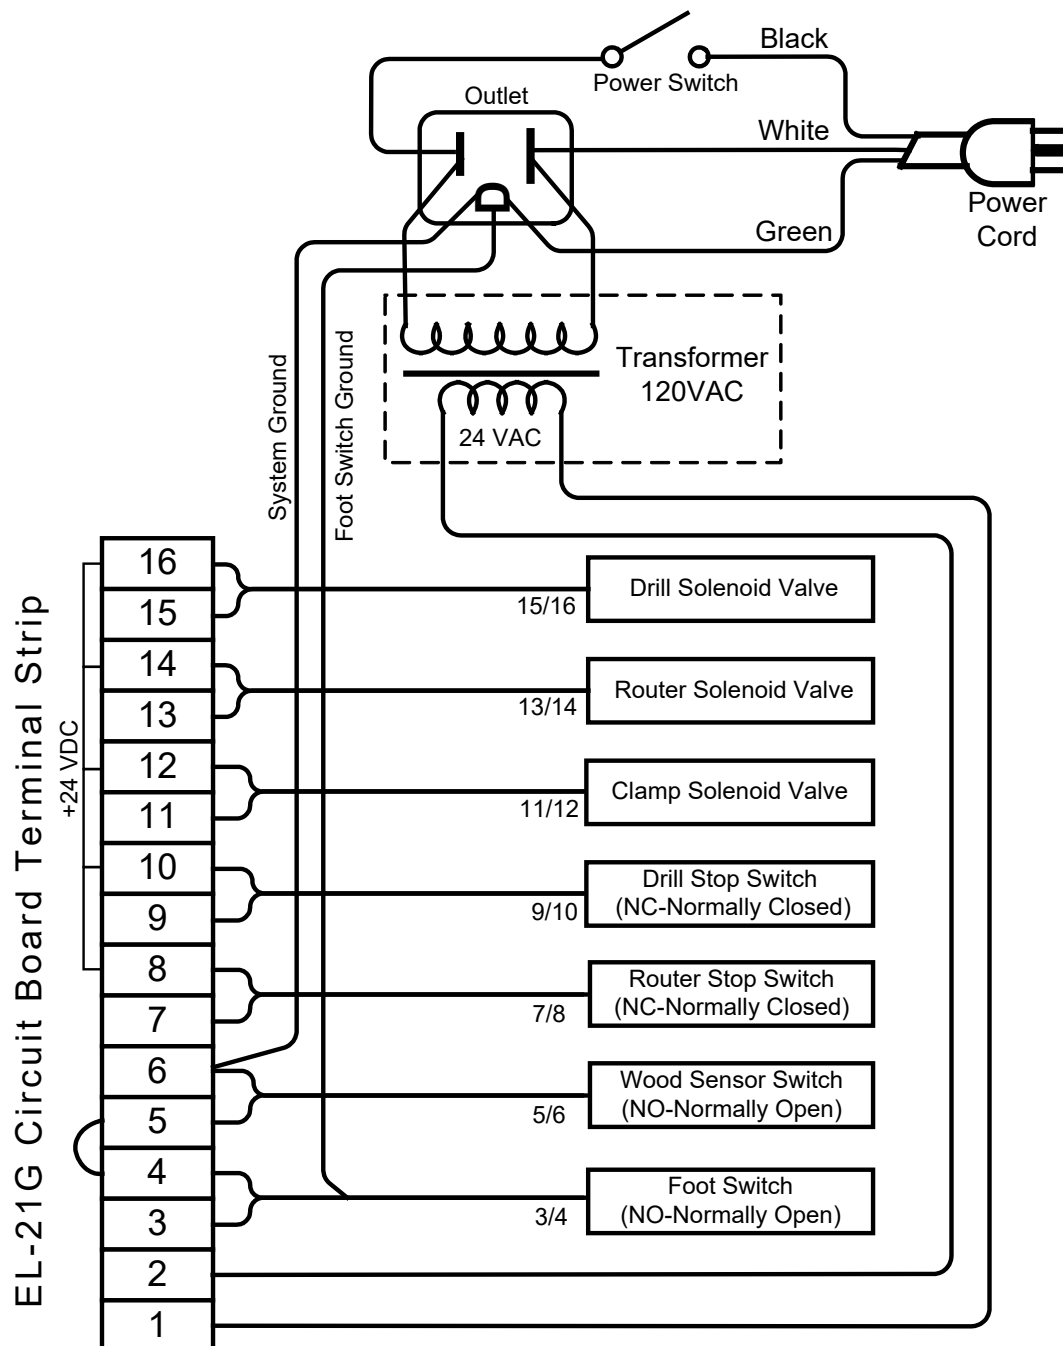 Black
Power Switch
Outlet
White
Power
Cord
Green
Transformer
120VAC
24 VAC
System Ground
Foot Switch Ground
EL-21G Circuit Board Terminal Strip
+24 VDC
16
15
15/16
Drill Solenoid Valve
14
13
13/14
Router Solenoid Valve
12
11
11/12
Clamp Solenoid Valve
10
9
9/10
Drill Stop Switch
(NC-Normally Closed)
8
7
7/8
Router Stop Switch
(NC-Normally Closed)
6
5
5/6
Wood Sensor Switch
(NO-Normally Open)
4
3
3/4
Foot Switch
(NO-Normally Open)
2
1